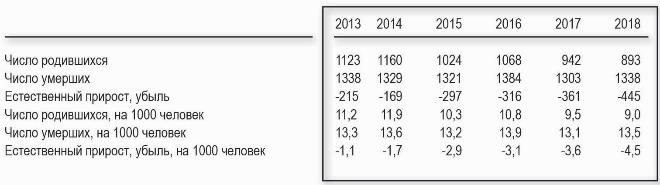 2013 2014 2015 2016 2017 2018
Число родившихся 1123 1160 1024 1068 942 893
Число умерших 1338 1329 1321 1384 1303 1338
Естественный прирост, убыль -215 -169 -297 -316 -361 -445
Число родившихся, на 1000 человек 11,2 11,9 10,3 10,8 9,5 9,0
Число умерших, на 1000 человек 13,3 13,6 13,2 13,9 13,1 13,5
Естественный прирост, убыль, на 1000 человек -1,1 -1,7 -2,9 -3,1 -3,6 -4,5